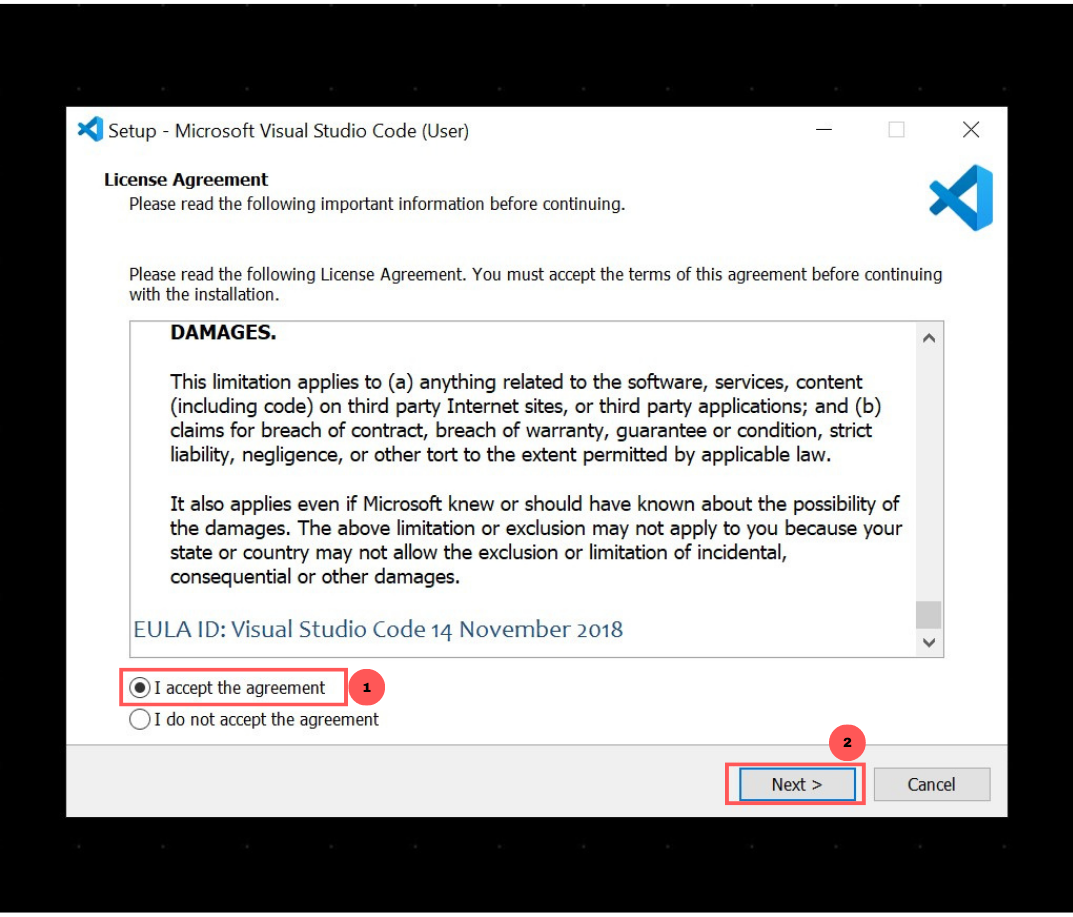 Setup - Microsoft Visual Studio Code (User)
License Agreement
Please read the following important information before continuing.
Please read the following License Agreement. You must accept the terms of this agreement before continuing
with the installation.
DAMAGES.
This limitation applies to (a) anything related to the software, services, content
(including code) on third party Internet sites, or third party applications; and (b)
claims for breach of contract, breach of warranty, guarantee or condition, strict
liability, negligence, or other tort to the extent permitted by applicable law.
It also applies even if Microsoft knew or should have known about the possibility of
the damages. The above limitation or exclusion may not apply to you because your
state or country may not allow the exclusion or limitation of incidental,
consequential or other damages.
EULA ID: Visual Studio Code 14 November 2018
I accept the agreement 1
I do not accept the agreement
2
Next > Cancel